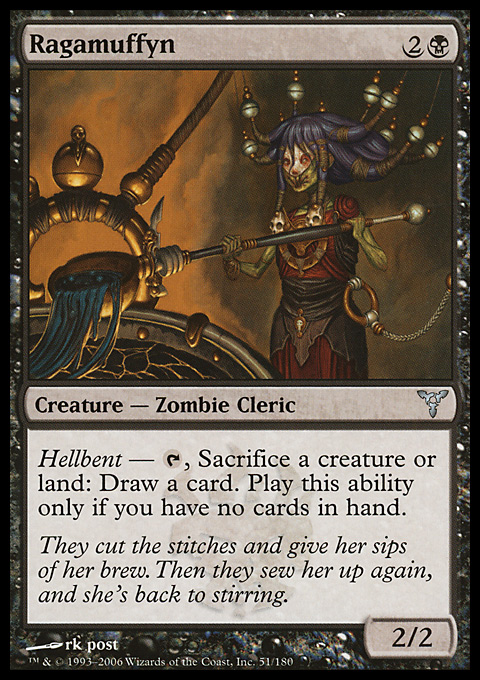 Ragamuffyn 2
Creature — Zombie Cleric
Hellbent — , Sacrifice a creature or
land: Draw a card. Play this ability
only if you have no cards in hand.
They cut the stitches and give her sips
of her brew. Then they sew her up again,
and she's back to stirring.
2/2
rk post
™ & © 1993–2006 Wizards of the Coast, Inc. 51/180